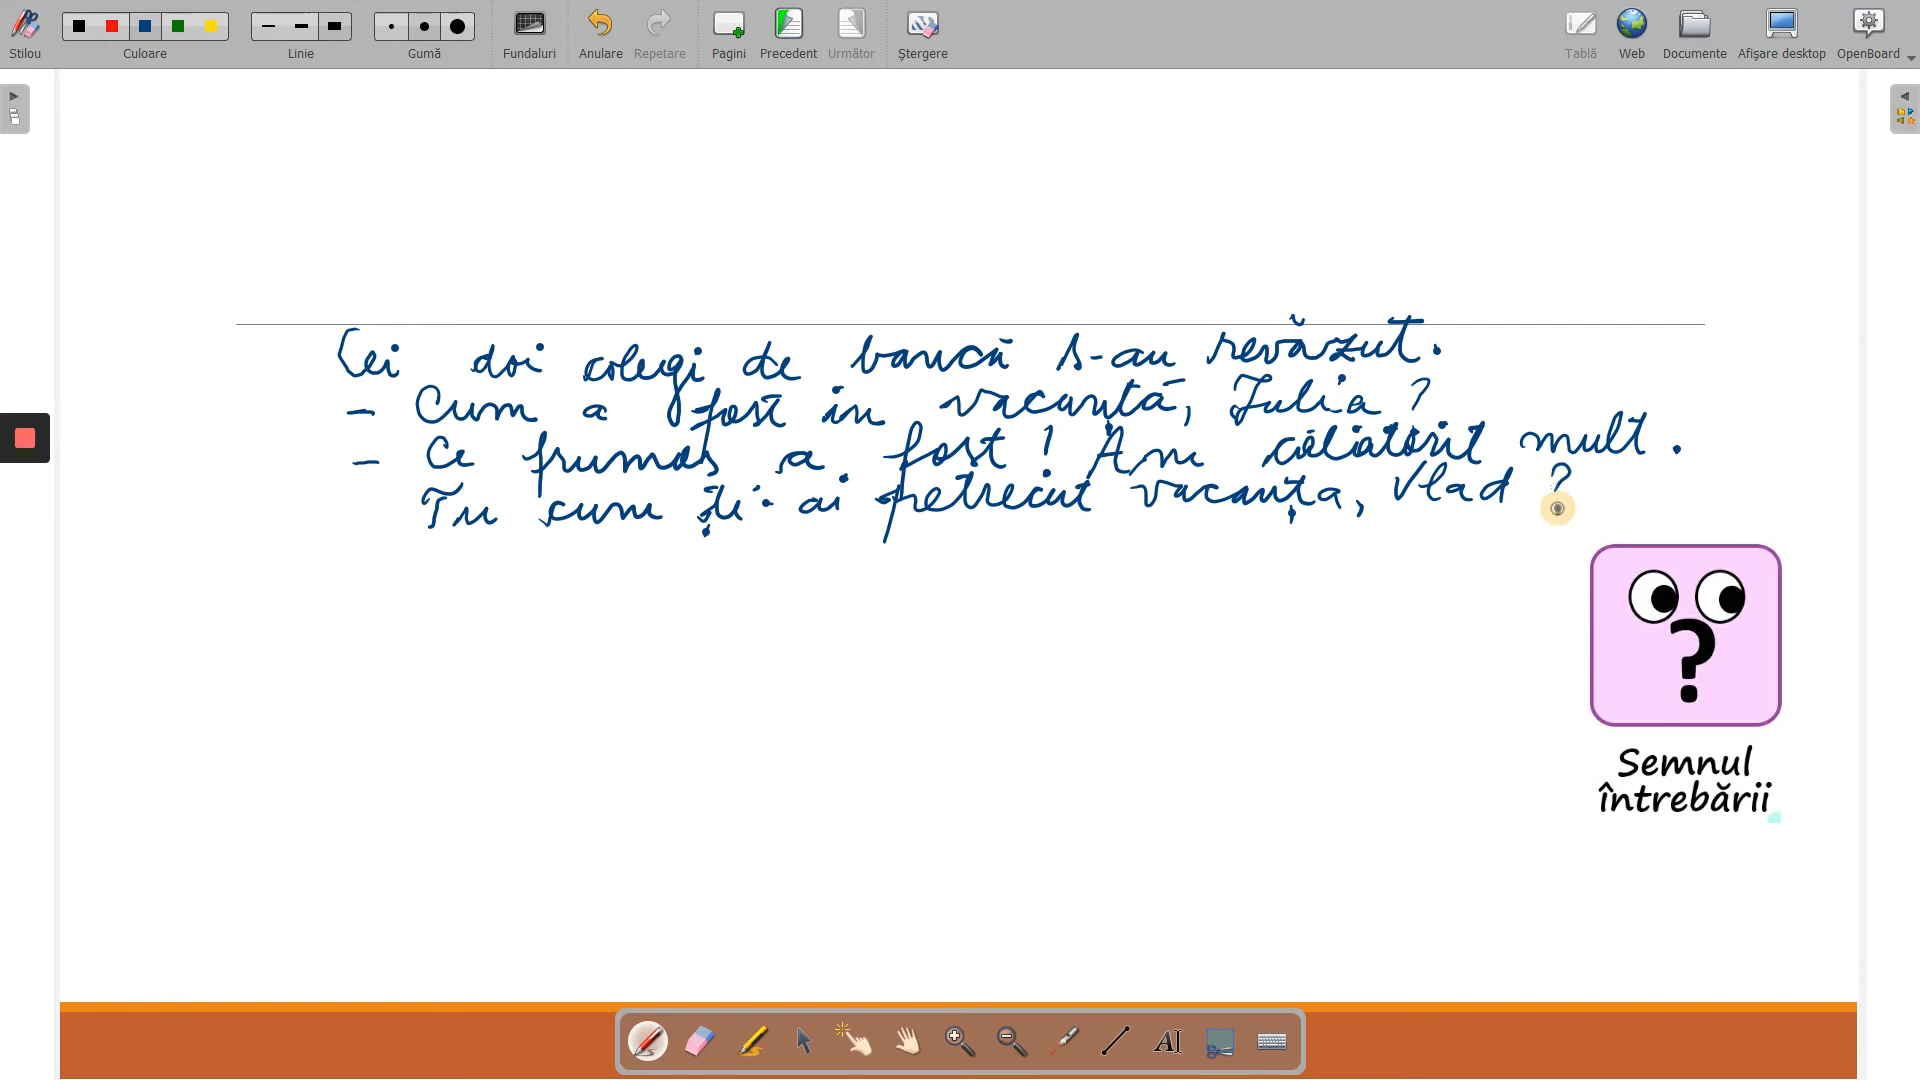 Stilou
Culoare
Linie
Gumă
Fundaluri
Anulare
Repetare
Pagini
Precedent
Următor
Ștergere
Tablă
Web
Documente
Afișare desktop
OpenBoard
Cei doi colegi de bancă s-au revăzut.
- Cum a fost in vacanță, Iulia?
- Ce frumos a fost! Am călătorit mult.
Tu cum ți-ai petrecut vacanța, Vlad?
?
Semnul
întrebării
AI